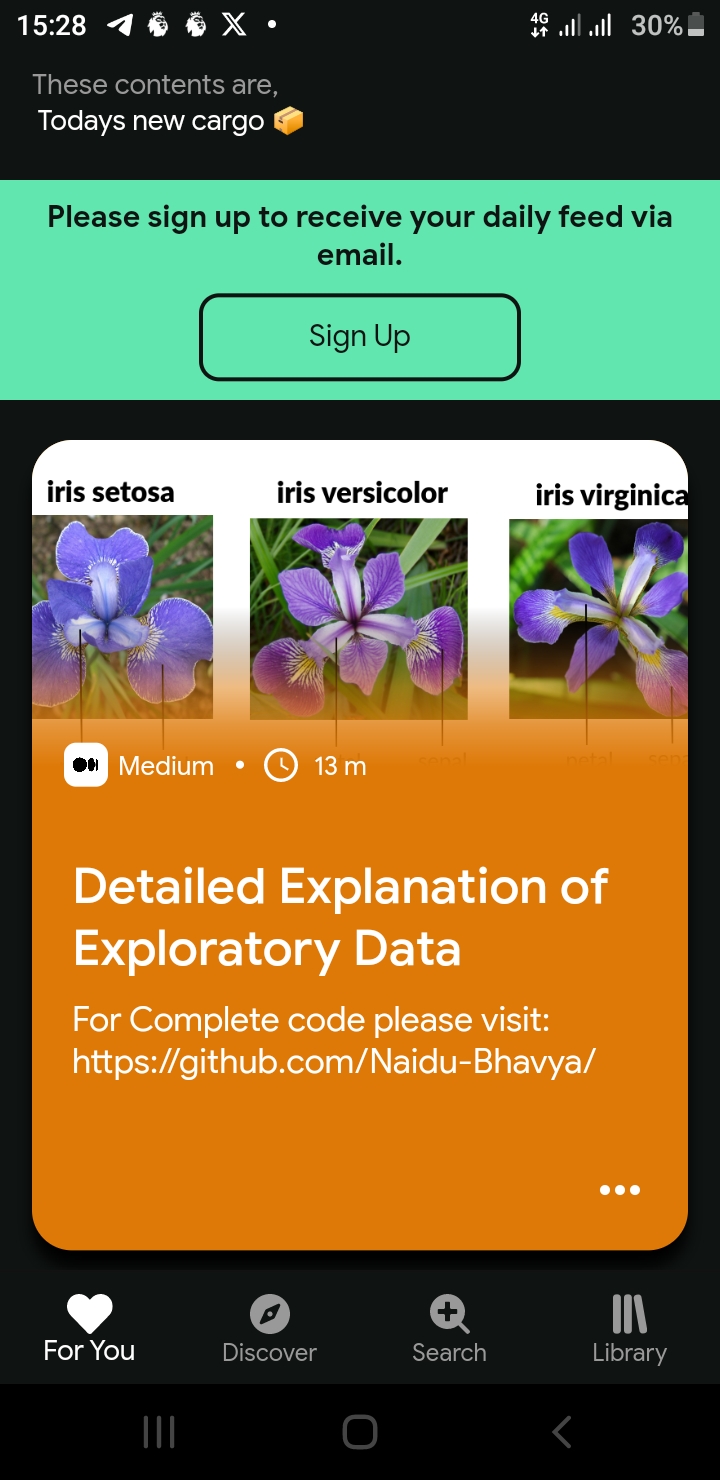 15:28
4G
30%
These contents are,
Todays new cargo 📦
Please sign up to receive your daily feed via
email.
Sign Up
iris setosa iris versicolor iris virginica
petal sepal petal
Medium • 13 m
Detailed Explanation of
Exploratory Data
For Complete code please visit:
https://github.com/Naidu-Bhavya/
For You
Discover
Search
Library